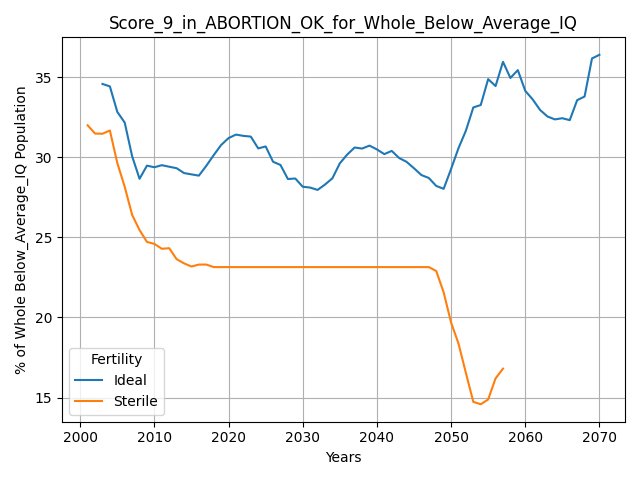 Score_9_in_ABORTION_OK_for_Whole_Below_Average_IQ
% of Whole Below_Average_IQ Population
35
30
25
20
15
Fertility
Ideal
Sterile
2000 2010 2020 2030 2040 2050 2060 2070
Years